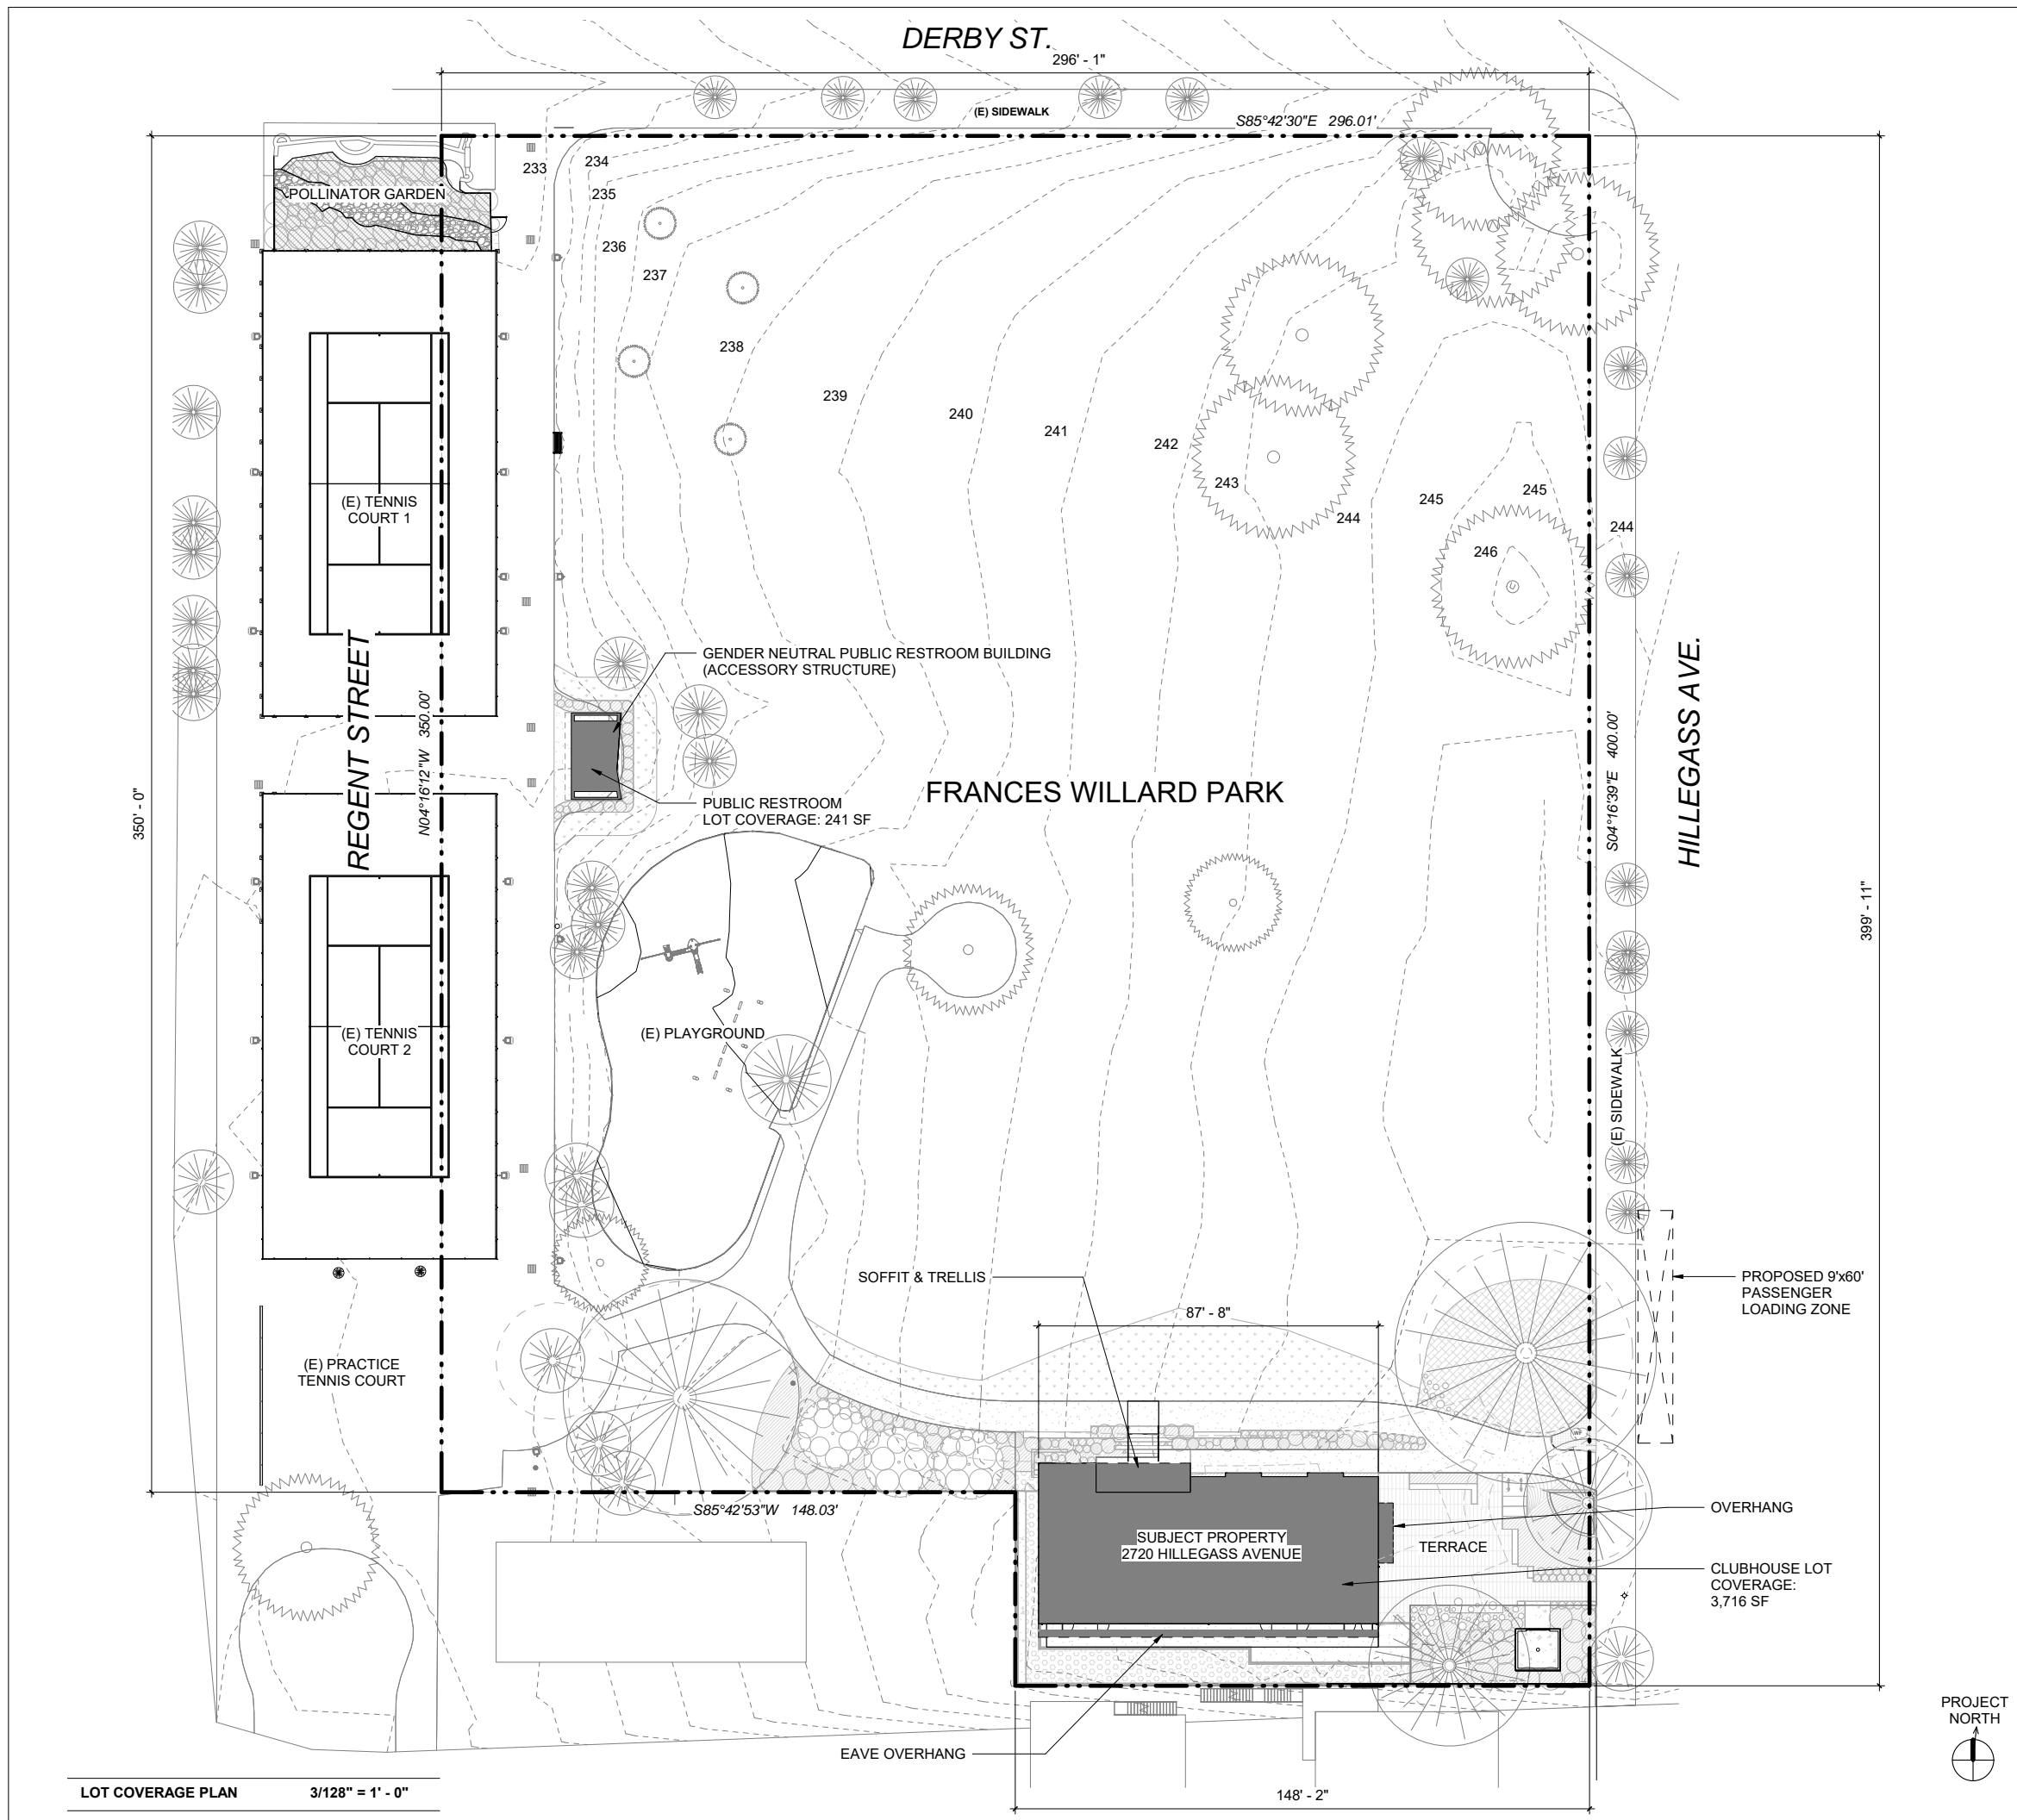 DERBY ST.
296' - 1"
(E) SIDEWALK
S85°42'30"E 296.01'
233
234
235
POLLINATOR GARDEN
236
237
238
239
240
241
242
243
244
245
245
244
246
(E) TENNIS
COURT 1
REGENT STREET
N04°16'12"W 350.00'
350' - 0"
GENDER NEUTRAL PUBLIC RESTROOM BUILDING
(ACCESSORY STRUCTURE)
PUBLIC RESTROOM
LOT COVERAGE: 241 SF
FRANCES WILLARD PARK
S04°16'39"E 400.00'
HILLEGASS AVE.
399' - 11"
(E) TENNIS
COURT 2
(E) PLAYGROUND
(E) SIDEWALK
SOFFIT & TRELLIS
87' - 8"
PROPOSED 9'x60'
PASSENGER
LOADING ZONE
(E) PRACTICE
TENNIS COURT
WF
S85°42'53"W 148.03'
SUBJECT PROPERTY
2720 HILLEGASS AVENUE
TERRACE
OVERHANG
CLUBHOUSE LOT
COVERAGE:
3,716 SF
EAVE OVERHANG
148' - 2"
PROJECT
NORTH
LOT COVERAGE PLAN 3/128" = 1' - 0"